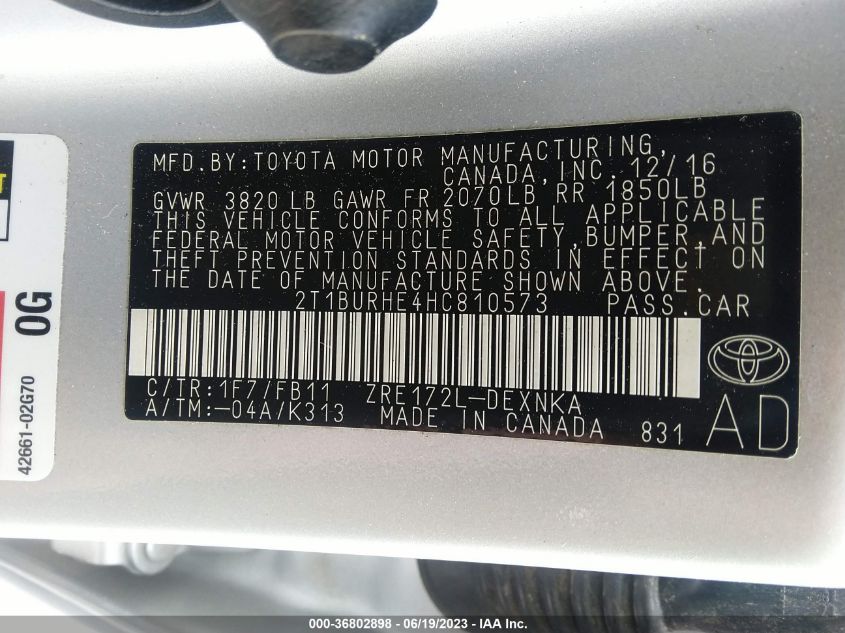 MFD.BY:TOYOTA MOTOR MANUFACTURING,
CANADA,INC.12/16
GVWR 3820 LB GAWR FR 2070LB RR 1850LB
THIS VEHICLE CONFORMS TO ALL APPLICABLE
FEDERAL MOTOR VEHICLE SAFETY,BUMPER,AND
THEFT PREVENTION STANDARDS IN EFFECT ON
THE DATE OF MANUFACTURE SHOWN ABOVE.
2T1BURHE4HC810573 PASS.CAR
C/TR:1F7/FB11 ZRE172L-DEXNKA
A/TM:-04A/K313 MADE IN CANADA 831
AD
42661-02G70
0G
000-36802898 - 06/19/2023 - IAA Inc.